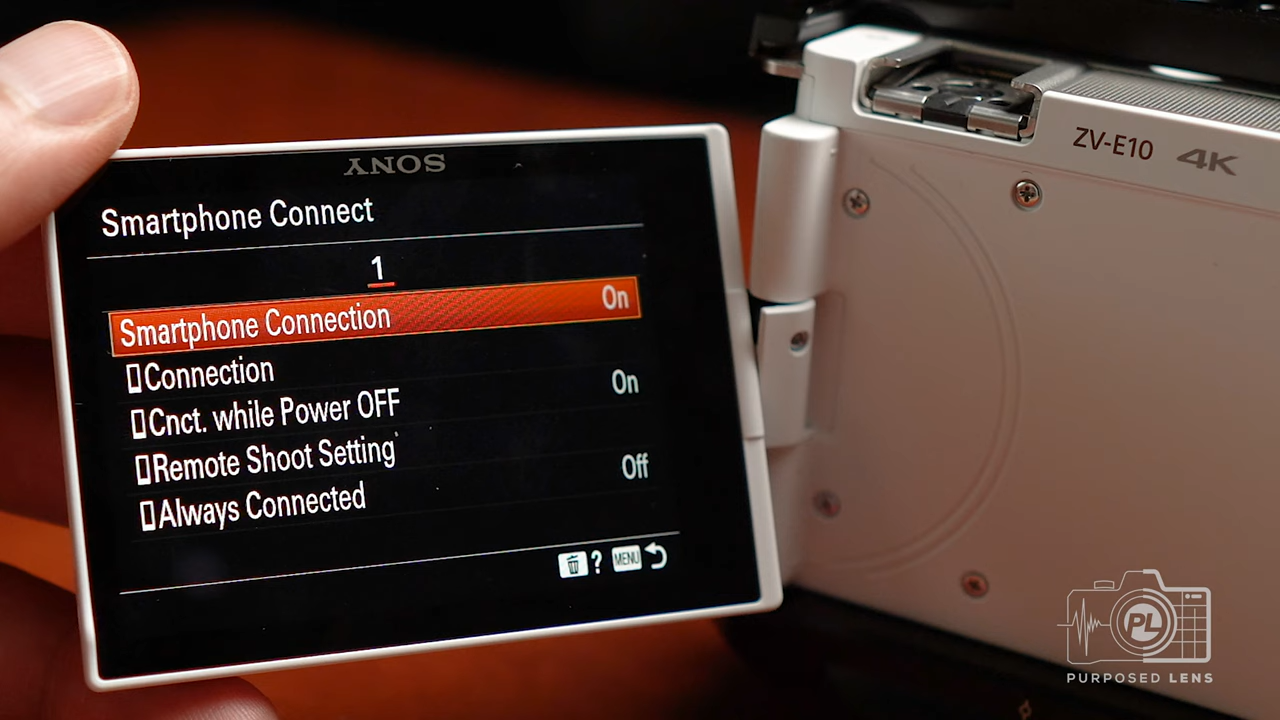 SONY
Smartphone Connect
1
Smartphone Connection On
Connection
Cnct. while Power OFF On
Remote Shoot Setting
Always Connected Off
? MENU
ZV-E10 4K
PL
PURPOSED LENS